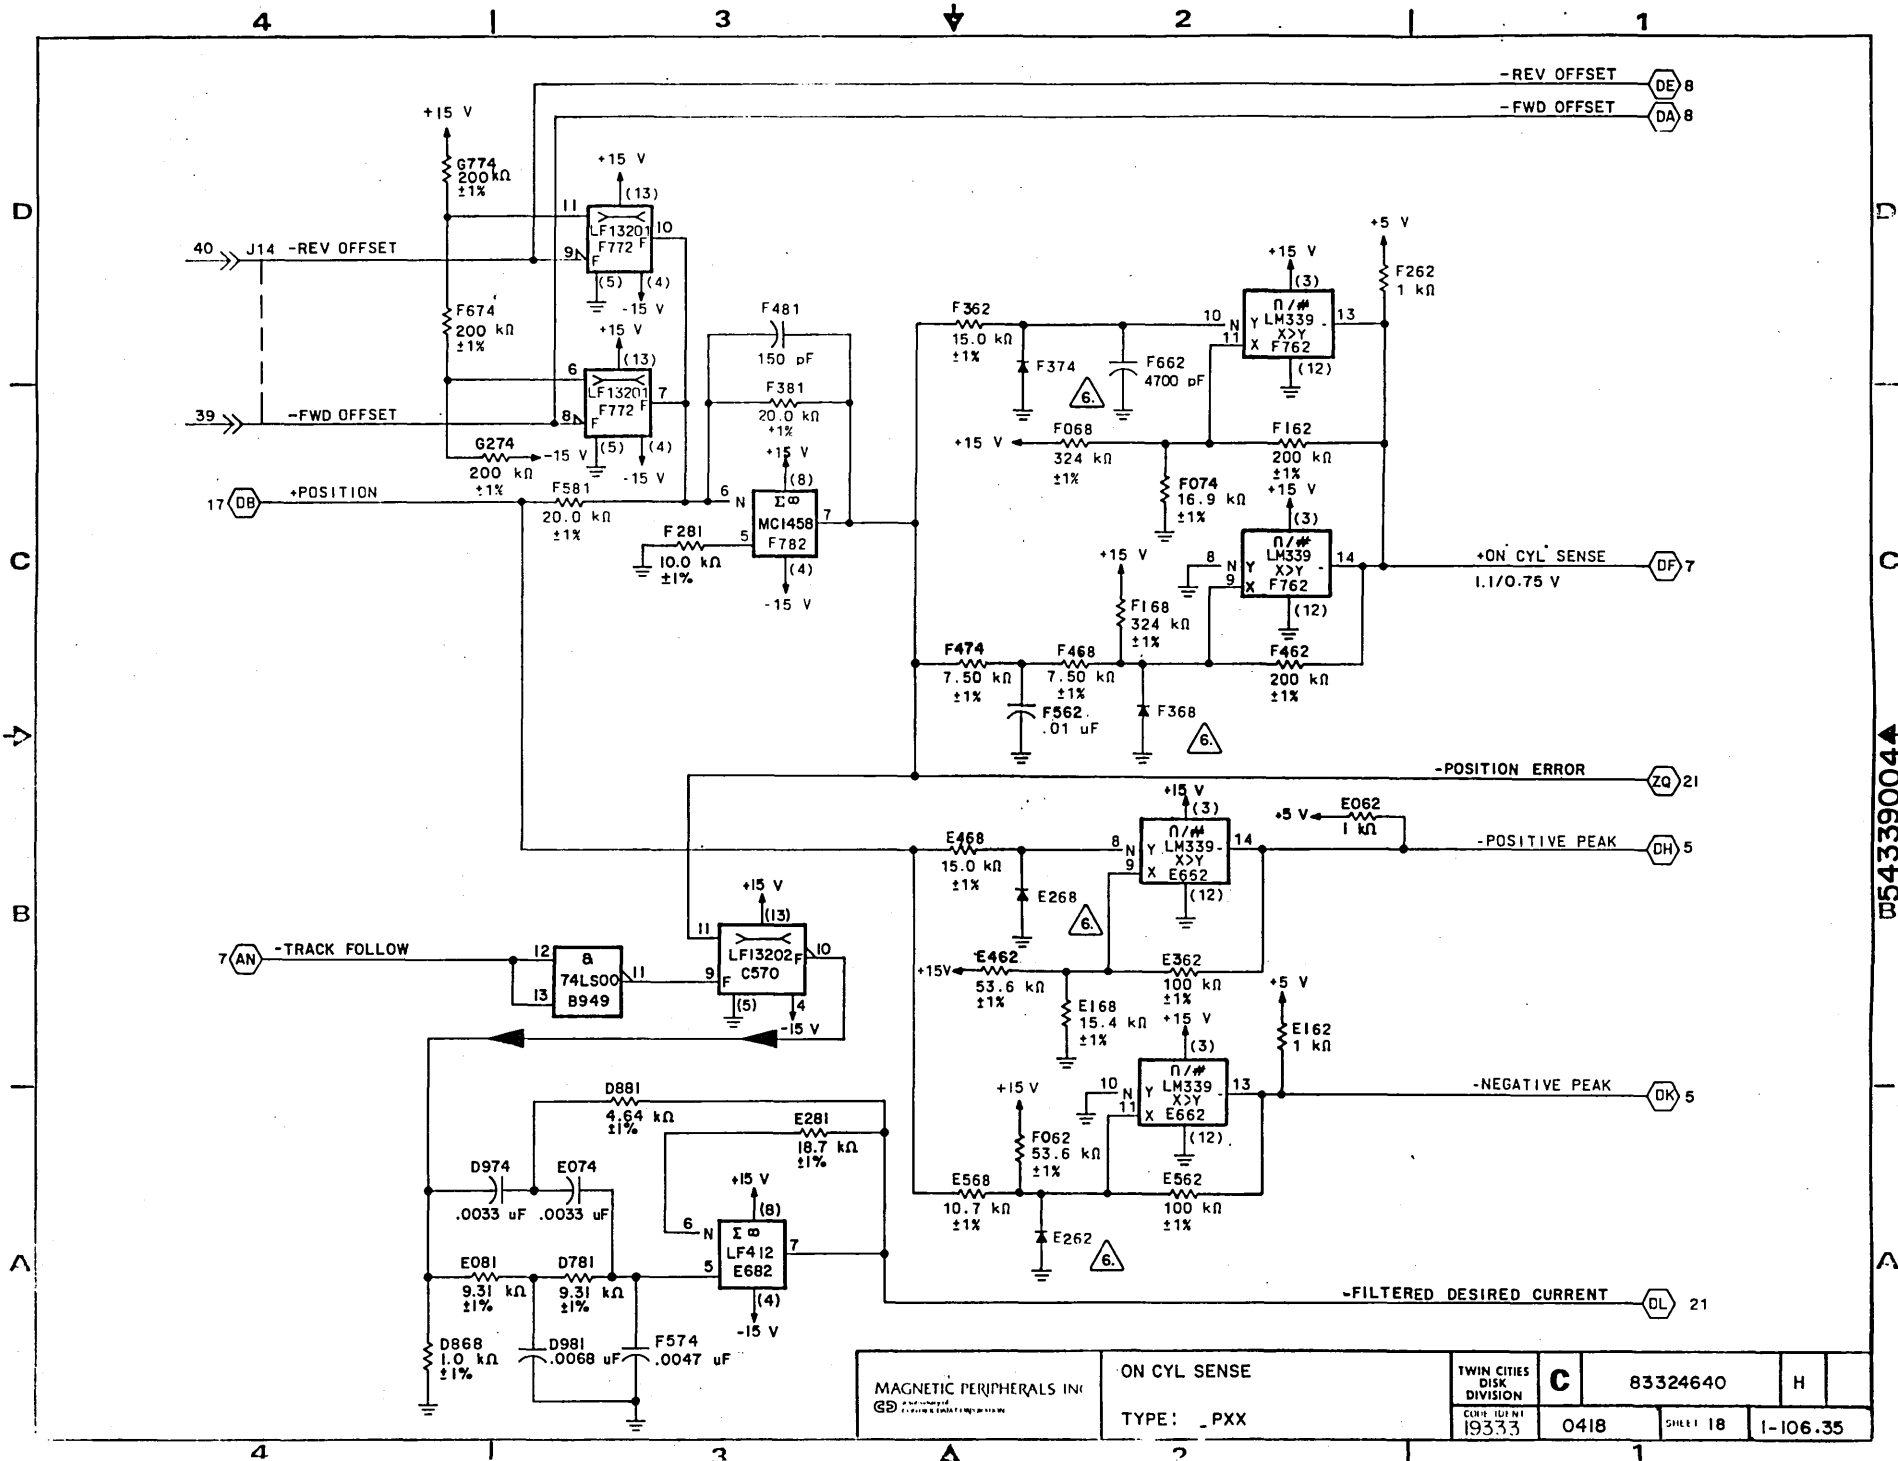 4 3 2 1
-REV OFFSET DE 8
-FWD OFFSET DA 8
+15 V
G774
200 kΩ
±1%
+15 V
(13)
11 10
LF13201
F772 F
9 F
(5) (4)
-15 V
D D
40 J14 -REV OFFSET
F674
200 kΩ
±1%
+15 V
(13)
6 7
LF13201
F772 F
8 F
(5) (4)
-15 V
39 -FWD OFFSET
G274
200 kΩ
±1%
-15 V
17 DB +POSITION
F581
20.0 kΩ
±1%
F481
150 pF
F381
20.0 kΩ
±1%
+15 V
(8)
6 N Σ 7
MC1458
5 F782
(4)
-15 V
F281
10.0 kΩ
±1%
F362
15.0 kΩ
±1%
F374
6.
F662
4700 pF
+15 V
(3)
10 N Y 13
LM339 -
X>Y
11 X F762
(12)
+5 V
F262
1 kΩ
+15 V
F068
324 kΩ
±1%
F162
200 kΩ
±1%
F074
16.9 kΩ
±1%
+15 V
(3)
8 N Y 14
LM339 -
X>Y
9 X F762
(12)
C C
+ON CYL SENSE DF 7
1.1/0.75 V
+15 V
F168
324 kΩ
±1%
F474
7.50 kΩ
±1%
F468
7.50 kΩ
±1%
F462
200 kΩ
±1%
F562
.01 uF
F368
6.
-POSITION ERROR ZQ 21
54339004
+15 V
(3)
+5 V
E062
1 kΩ
E468
15.0 kΩ
±1%
8 N Y 14
LM339 -
X>Y
9 X E652
(12)
-POSITIVE PEAK DH 5
E268
6.
B B
7 AN -TRACK FOLLOW
12 &
74LS00 11
13 B949
+15 V
(13)
11 10
LF13202 F
9 F C570
(5) 4
-15 V
+15V
E462
53.6 kΩ
±1%
E362
100 kΩ
±1%
E168
15.4 kΩ
±1%
+5 V
E162
1 kΩ
+15 V
(3)
10 N Y 13
LM339 -
X>Y
11 X E662
(12)
-NEGATIVE PEAK DK 5
+15 V
F062
53.6 kΩ
±1%
E568
10.7 kΩ
±1%
E562
100 kΩ
±1%
E262
6.
D881
4.64 kΩ
±1%
E281
18.7 kΩ
±1%
D974
.0033 uF
E074
.0033 uF
+15 V
(8)
6 N Σ 7
LF412
5 E682
(4)
-15 V
A A
E081
9.31 kΩ
±1%
D781
9.31 kΩ
±1%
-FILTERED DESIRED CURRENT DL 21
D868
1.0 kΩ
±1%
D981
.0068 uF
F574
.0047 uF
MAGNETIC PERIPHERALS INC
ON CYL SENSE
TYPE: _PXX
TWIN CITIES
DISK
DIVISION
C 83324640 H
CODE IDENT
19333
0418 SHEET 18 1-106.35
4 3 2 1